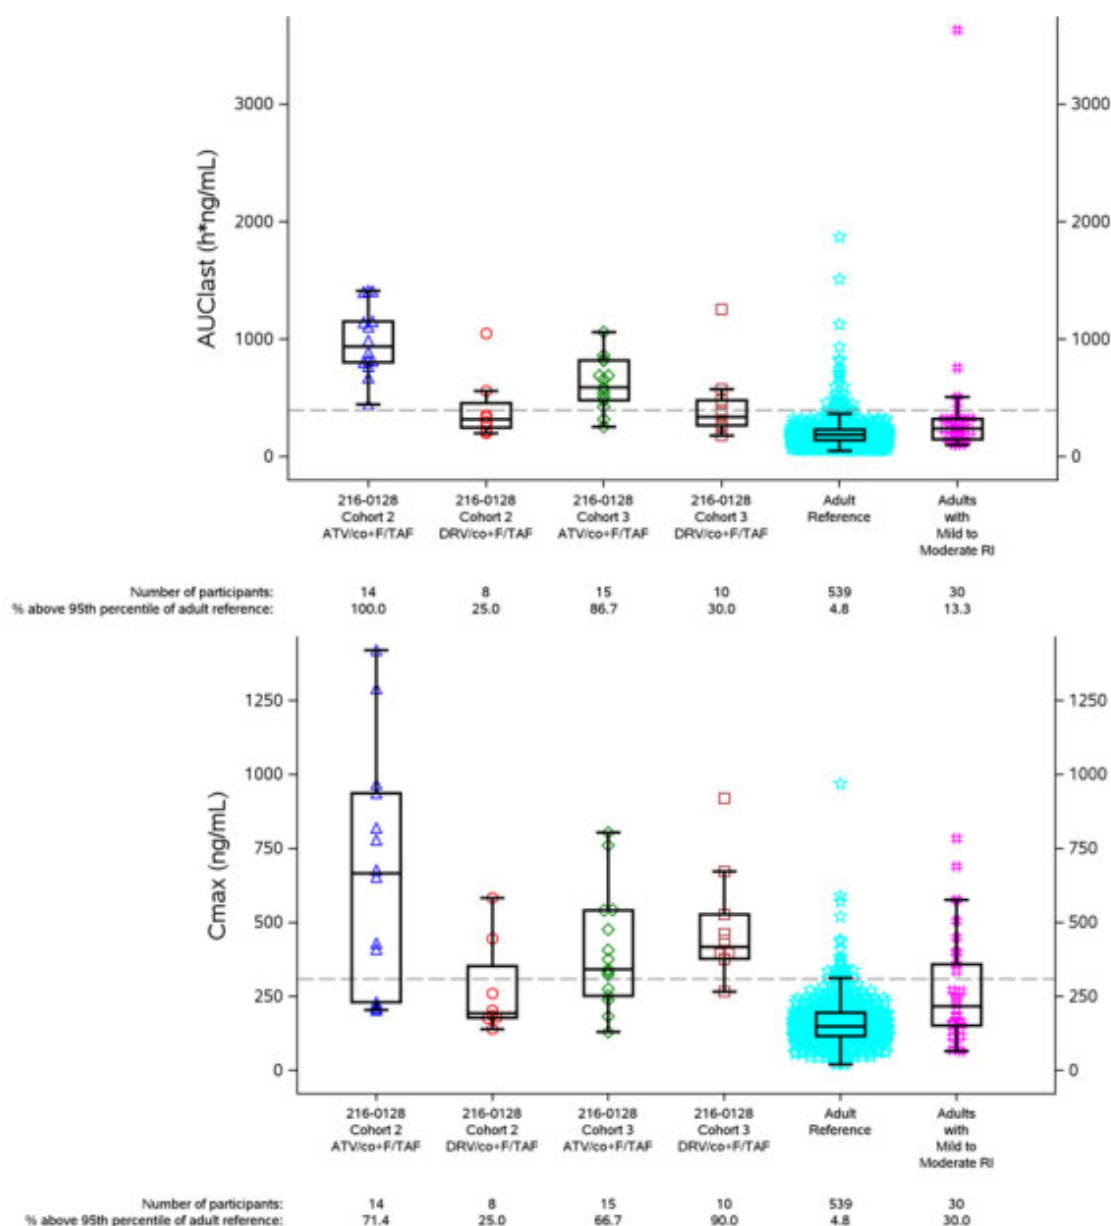 AUClast (h*ng/mL)
3000 3000
2000 2000
1000 1000
0 0
216-0128 216-0128 216-0128 216-0128 Adult Adults
Cohort 2 Cohort 2 Cohort 3 Cohort 3 Reference with
ATV/co+F/TAF DRV/co+F/TAF ATV/co+F/TAF DRV/co+F/TAF Mild to
Moderate RI
Number of participants: 14 8 15 10 539 30
% above 95th percentile of adult reference: 100.0 25.0 86.7 30.0 4.8 13.3
Cmax (ng/mL)
1250 1250
1000 1000
750 750
500 500
250 250
0 0
216-0128 216-0128 216-0128 216-0128 Adult Adults
Cohort 2 Cohort 2 Cohort 3 Cohort 3 Reference with
ATV/co+F/TAF DRV/co+F/TAF ATV/co+F/TAF DRV/co+F/TAF Mild to
Moderate RI
Number of participants: 14 8 15 10 539 30
% above 95th percentile of adult reference: 71.4 25.0 66.7 90.0 4.8 30.0